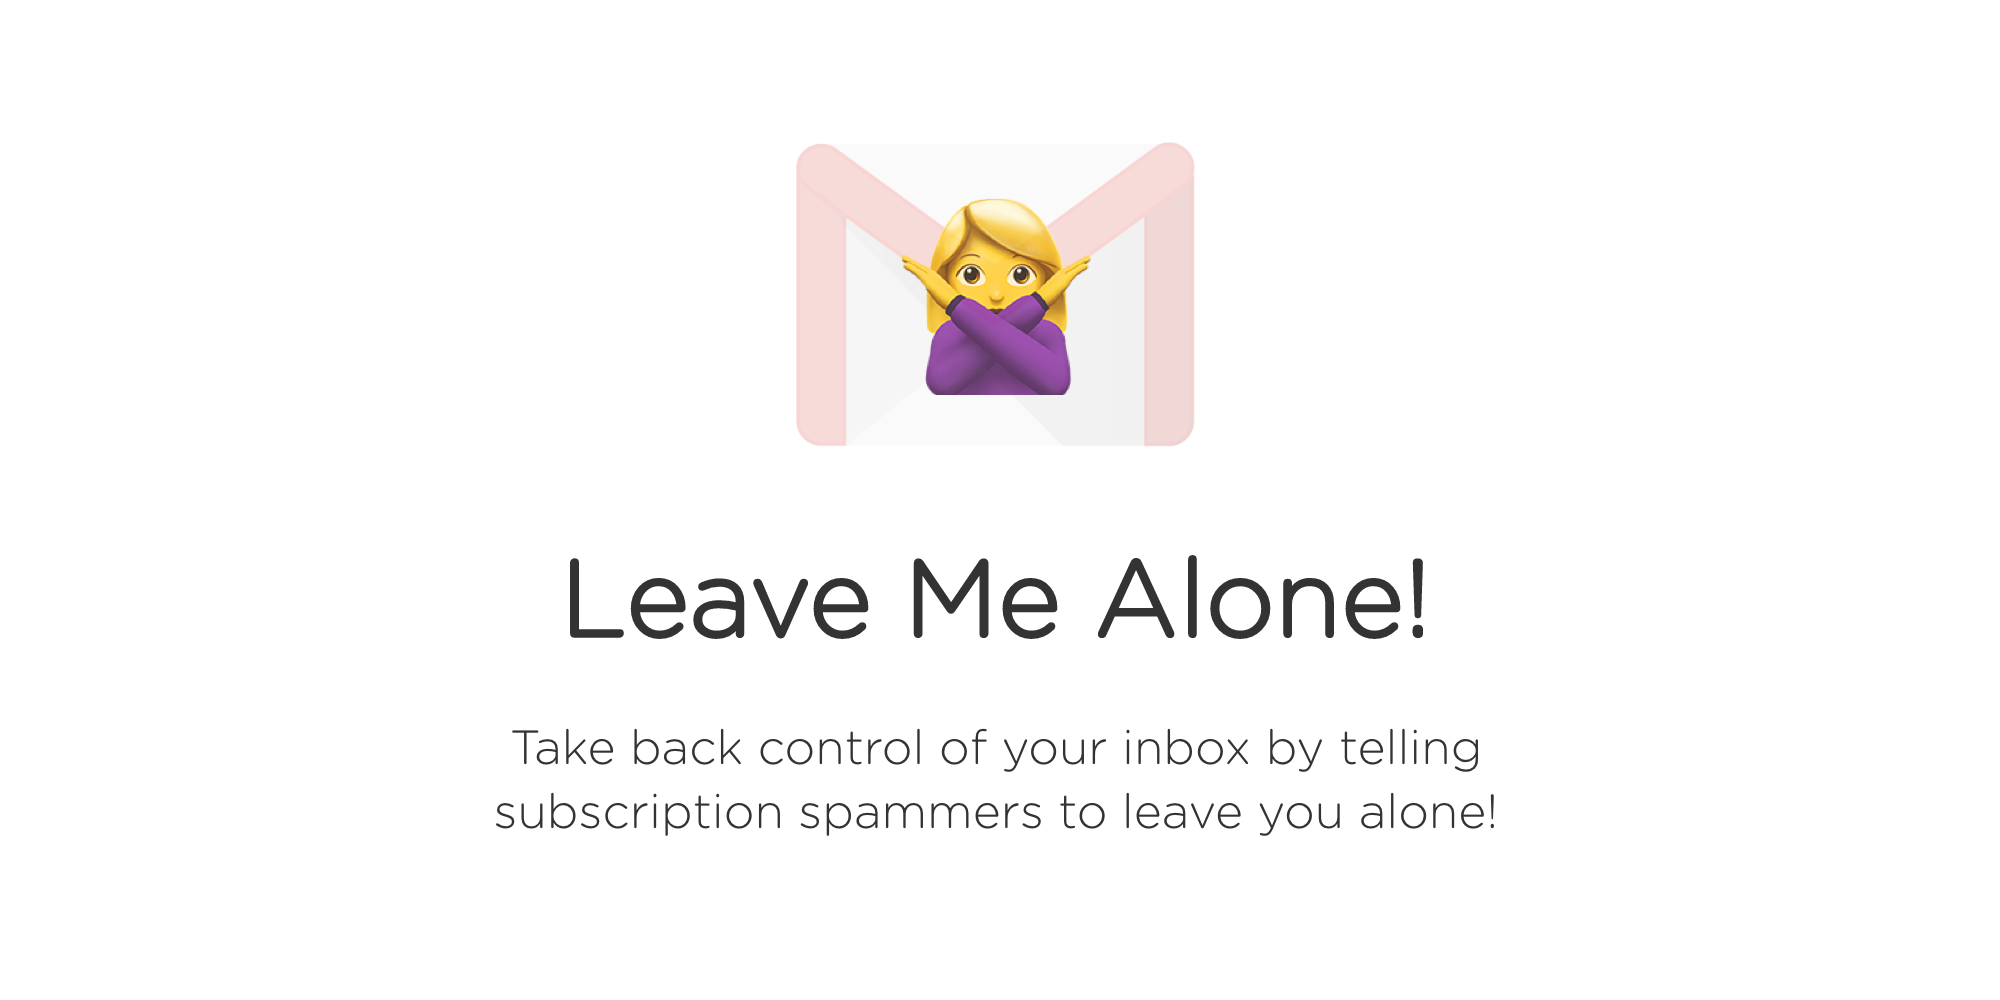 Leave Me Alone!
Take back control of your inbox by telling
subscription spammers to leave you alone!